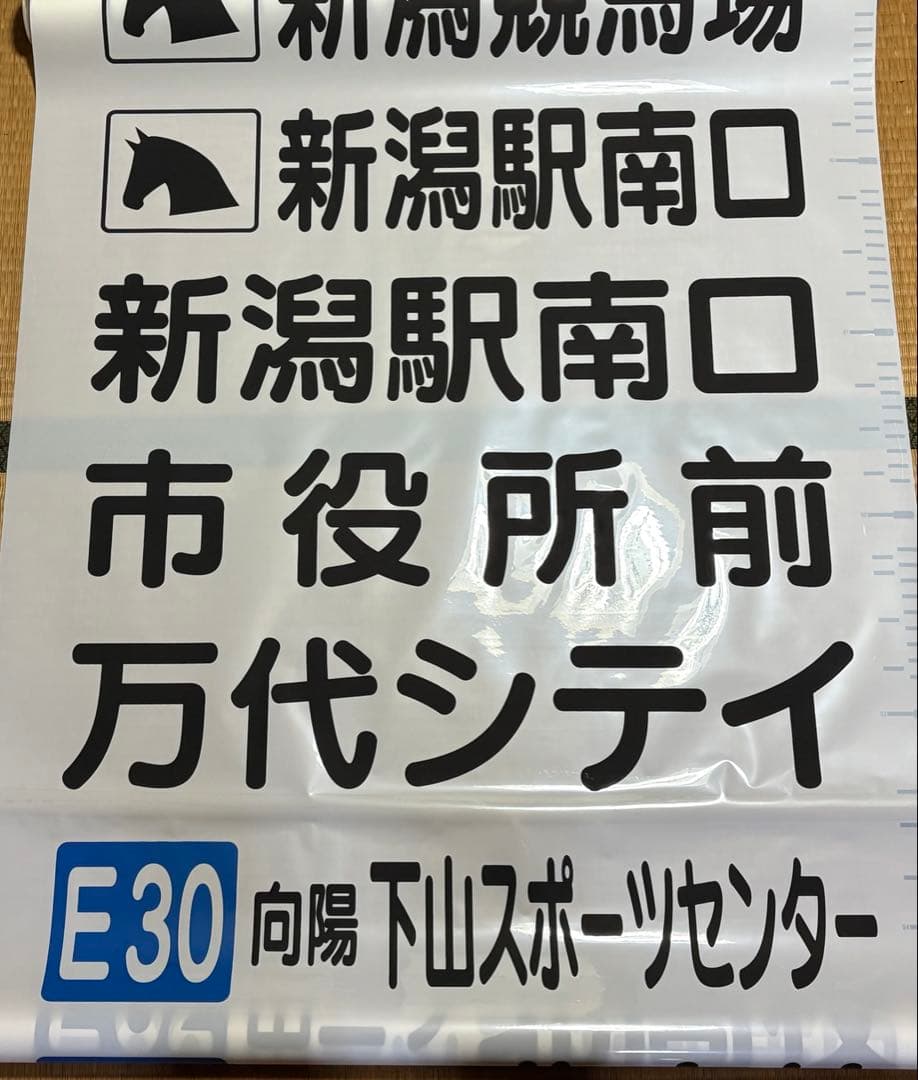 新潟競馬場
新潟駅南口
新潟駅南口
市役所前
万代シテイ
E30 向陽 下山スポーツセンター